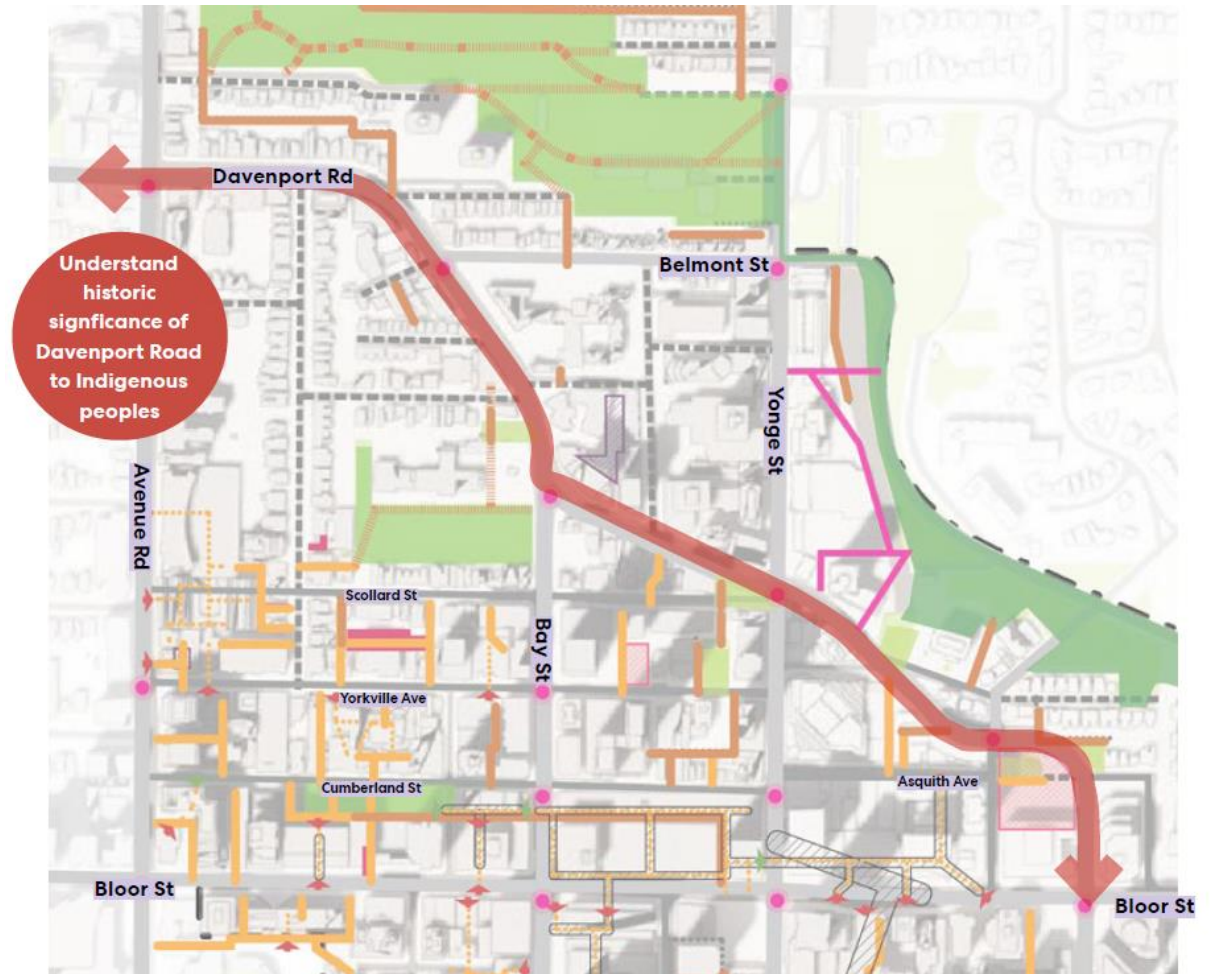 Davenport Rd
Understand
historic
signficance of
Davenport Road
to Indigenous
peoples
Belmont St
Yonge St
Avenue Rd
Scollard St
Bay St
Yorkville Ave
Cumberland St
Asquith Ave
Bloor St
Bloor St